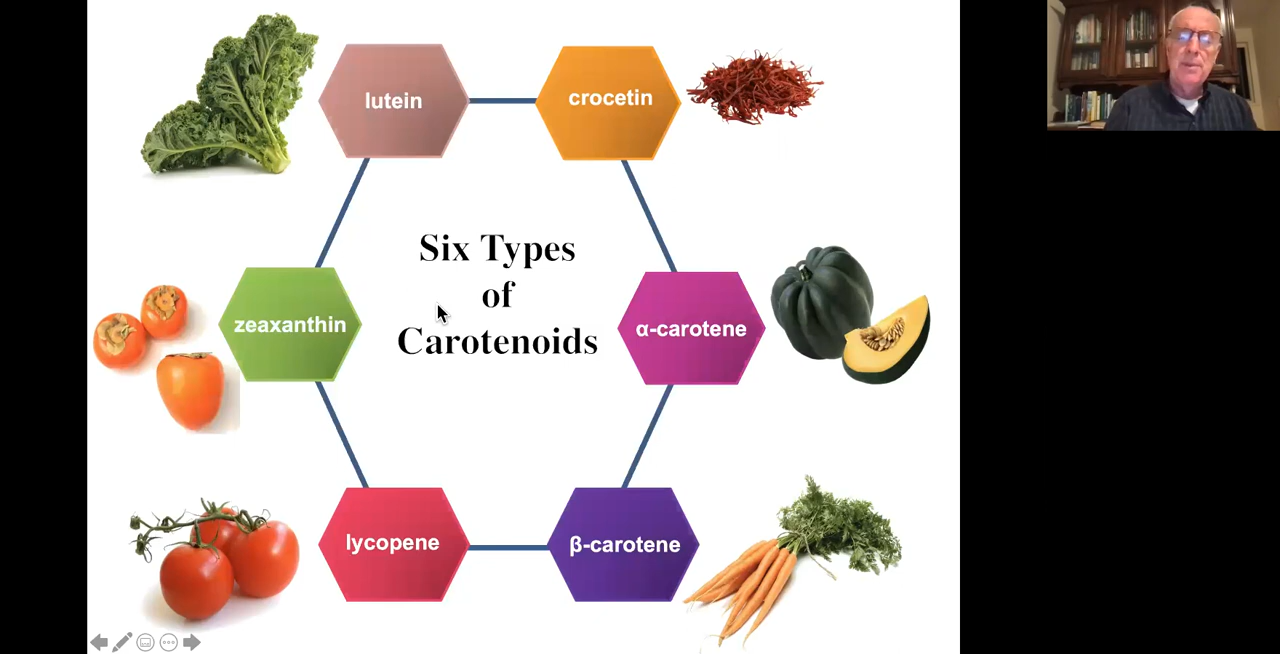 lutein
crocetin
Six Types
of
Carotenoids
zeaxanthin
α-carotene
lycopene
β-carotene